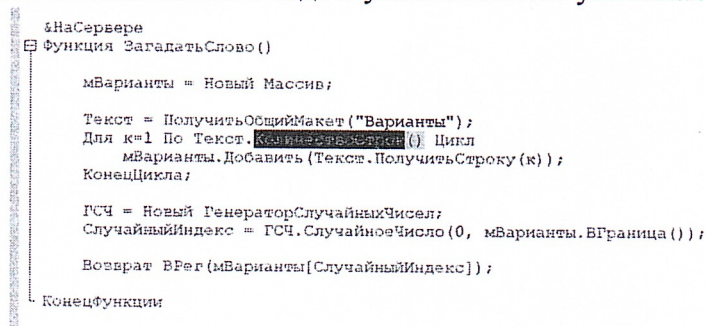 &НаСервере
Функция ЗагадатьСлово()
мВарианты = Новый Массив;
Текст = ПолучитьОбщийМакет("Варианты");
Для к=1 По Текст.КоличествоСтрок() Цикл
мВарианты.Добавить(Текст.ПолучитьСтроку(к));
КонецЦикла;
ГСЧ = Новый ГенераторСлучайныхЧисел;
СлучайныйИндекс = ГСЧ.СлучайноеЧисло(0, мВарианты.ВГраница());
Возврат ВРег(мВарианты[СлучайныйИндекс]);
КонецФункции